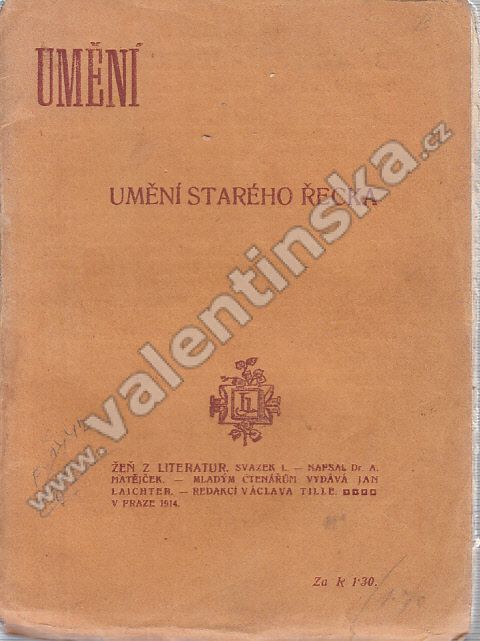 UMĚNÍ
UMĚNÍ STARÉHO ŘECKA
www.valentinska.cz
ŽEŇ Z LITERATUR. SVAZEK I. — NAPSAL Dr. A.
MATĚJČEK. — MLADÝM ČTENÁŘŮM VYDÁVÁ JAN
LAICHTER. — REDAKCÍ VÁCLAVA TILLE.
V PRAZE 1914.
Za K 1·30.